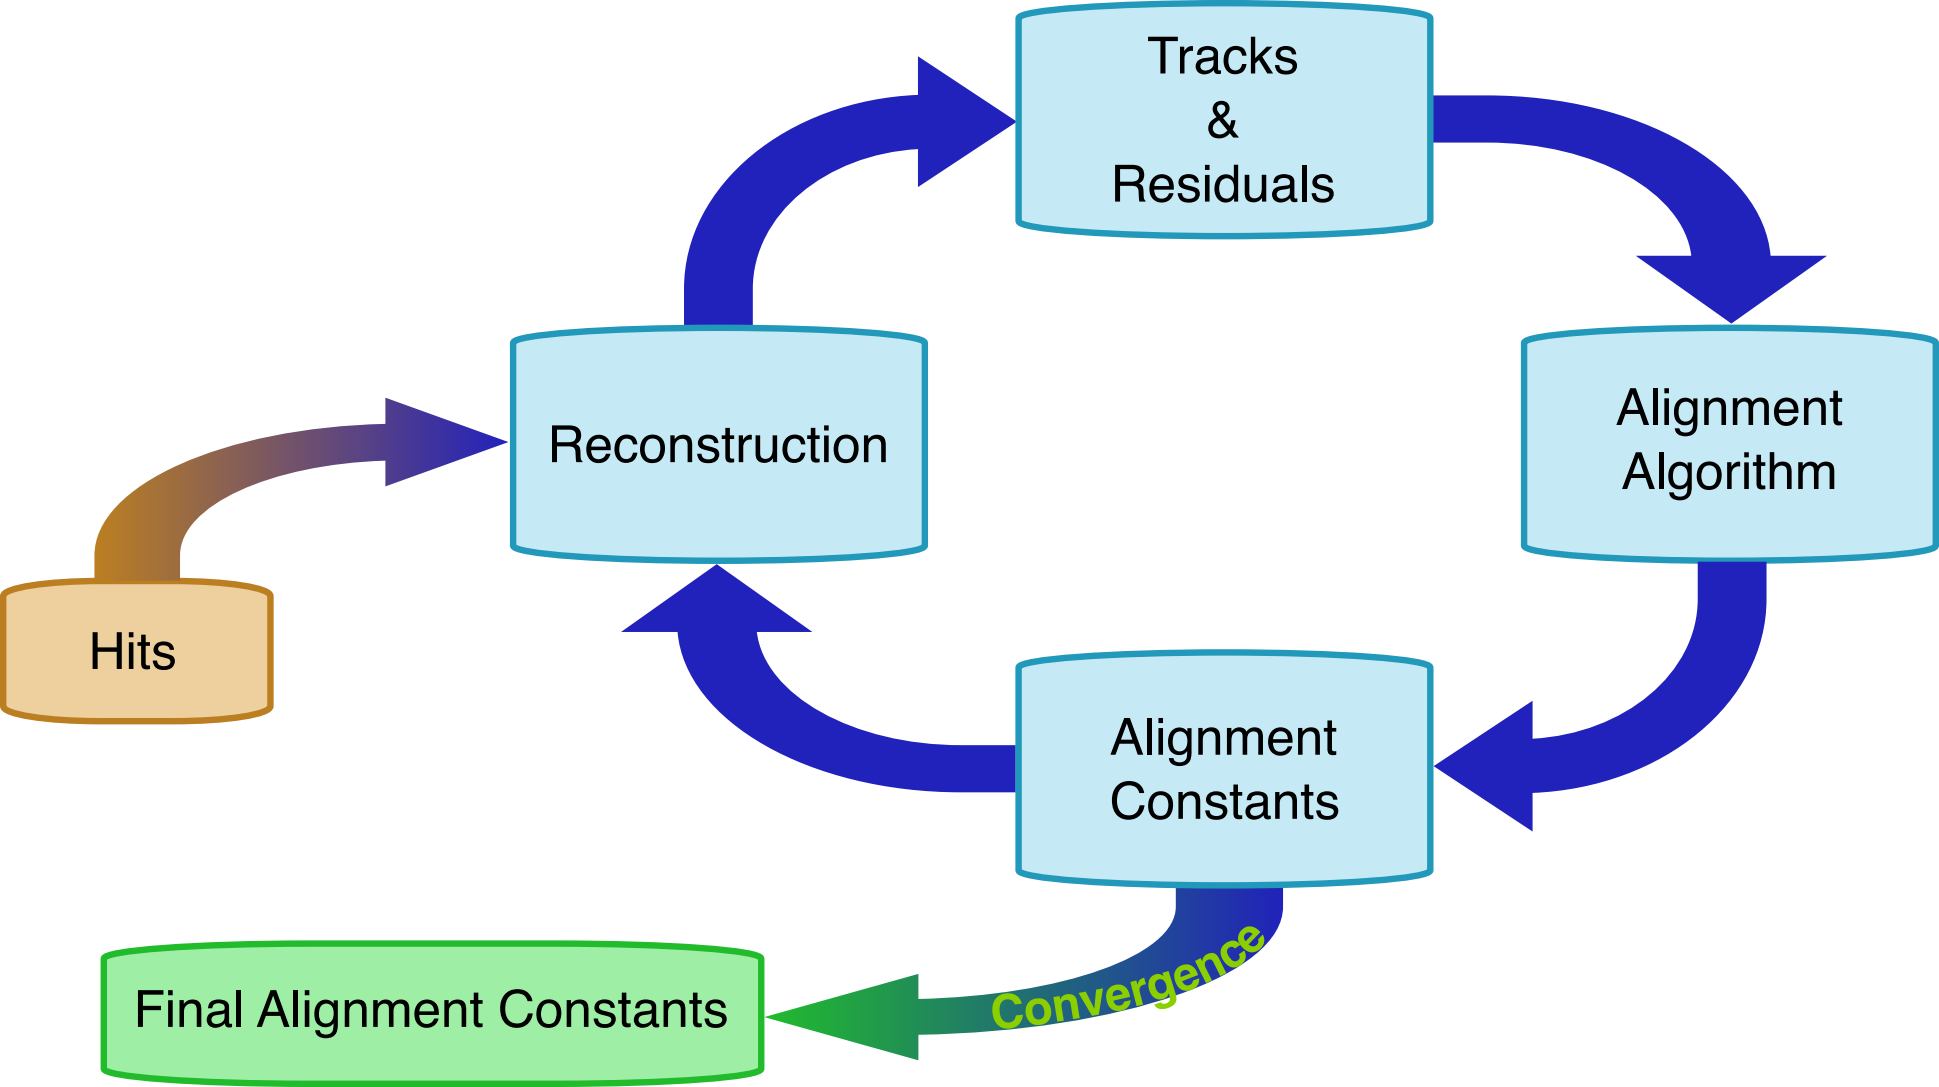 Tracks
&
Residuals
Reconstruction
Alignment
Algorithm
Hits
Alignment
Constants
Convergence
Final Alignment Constants